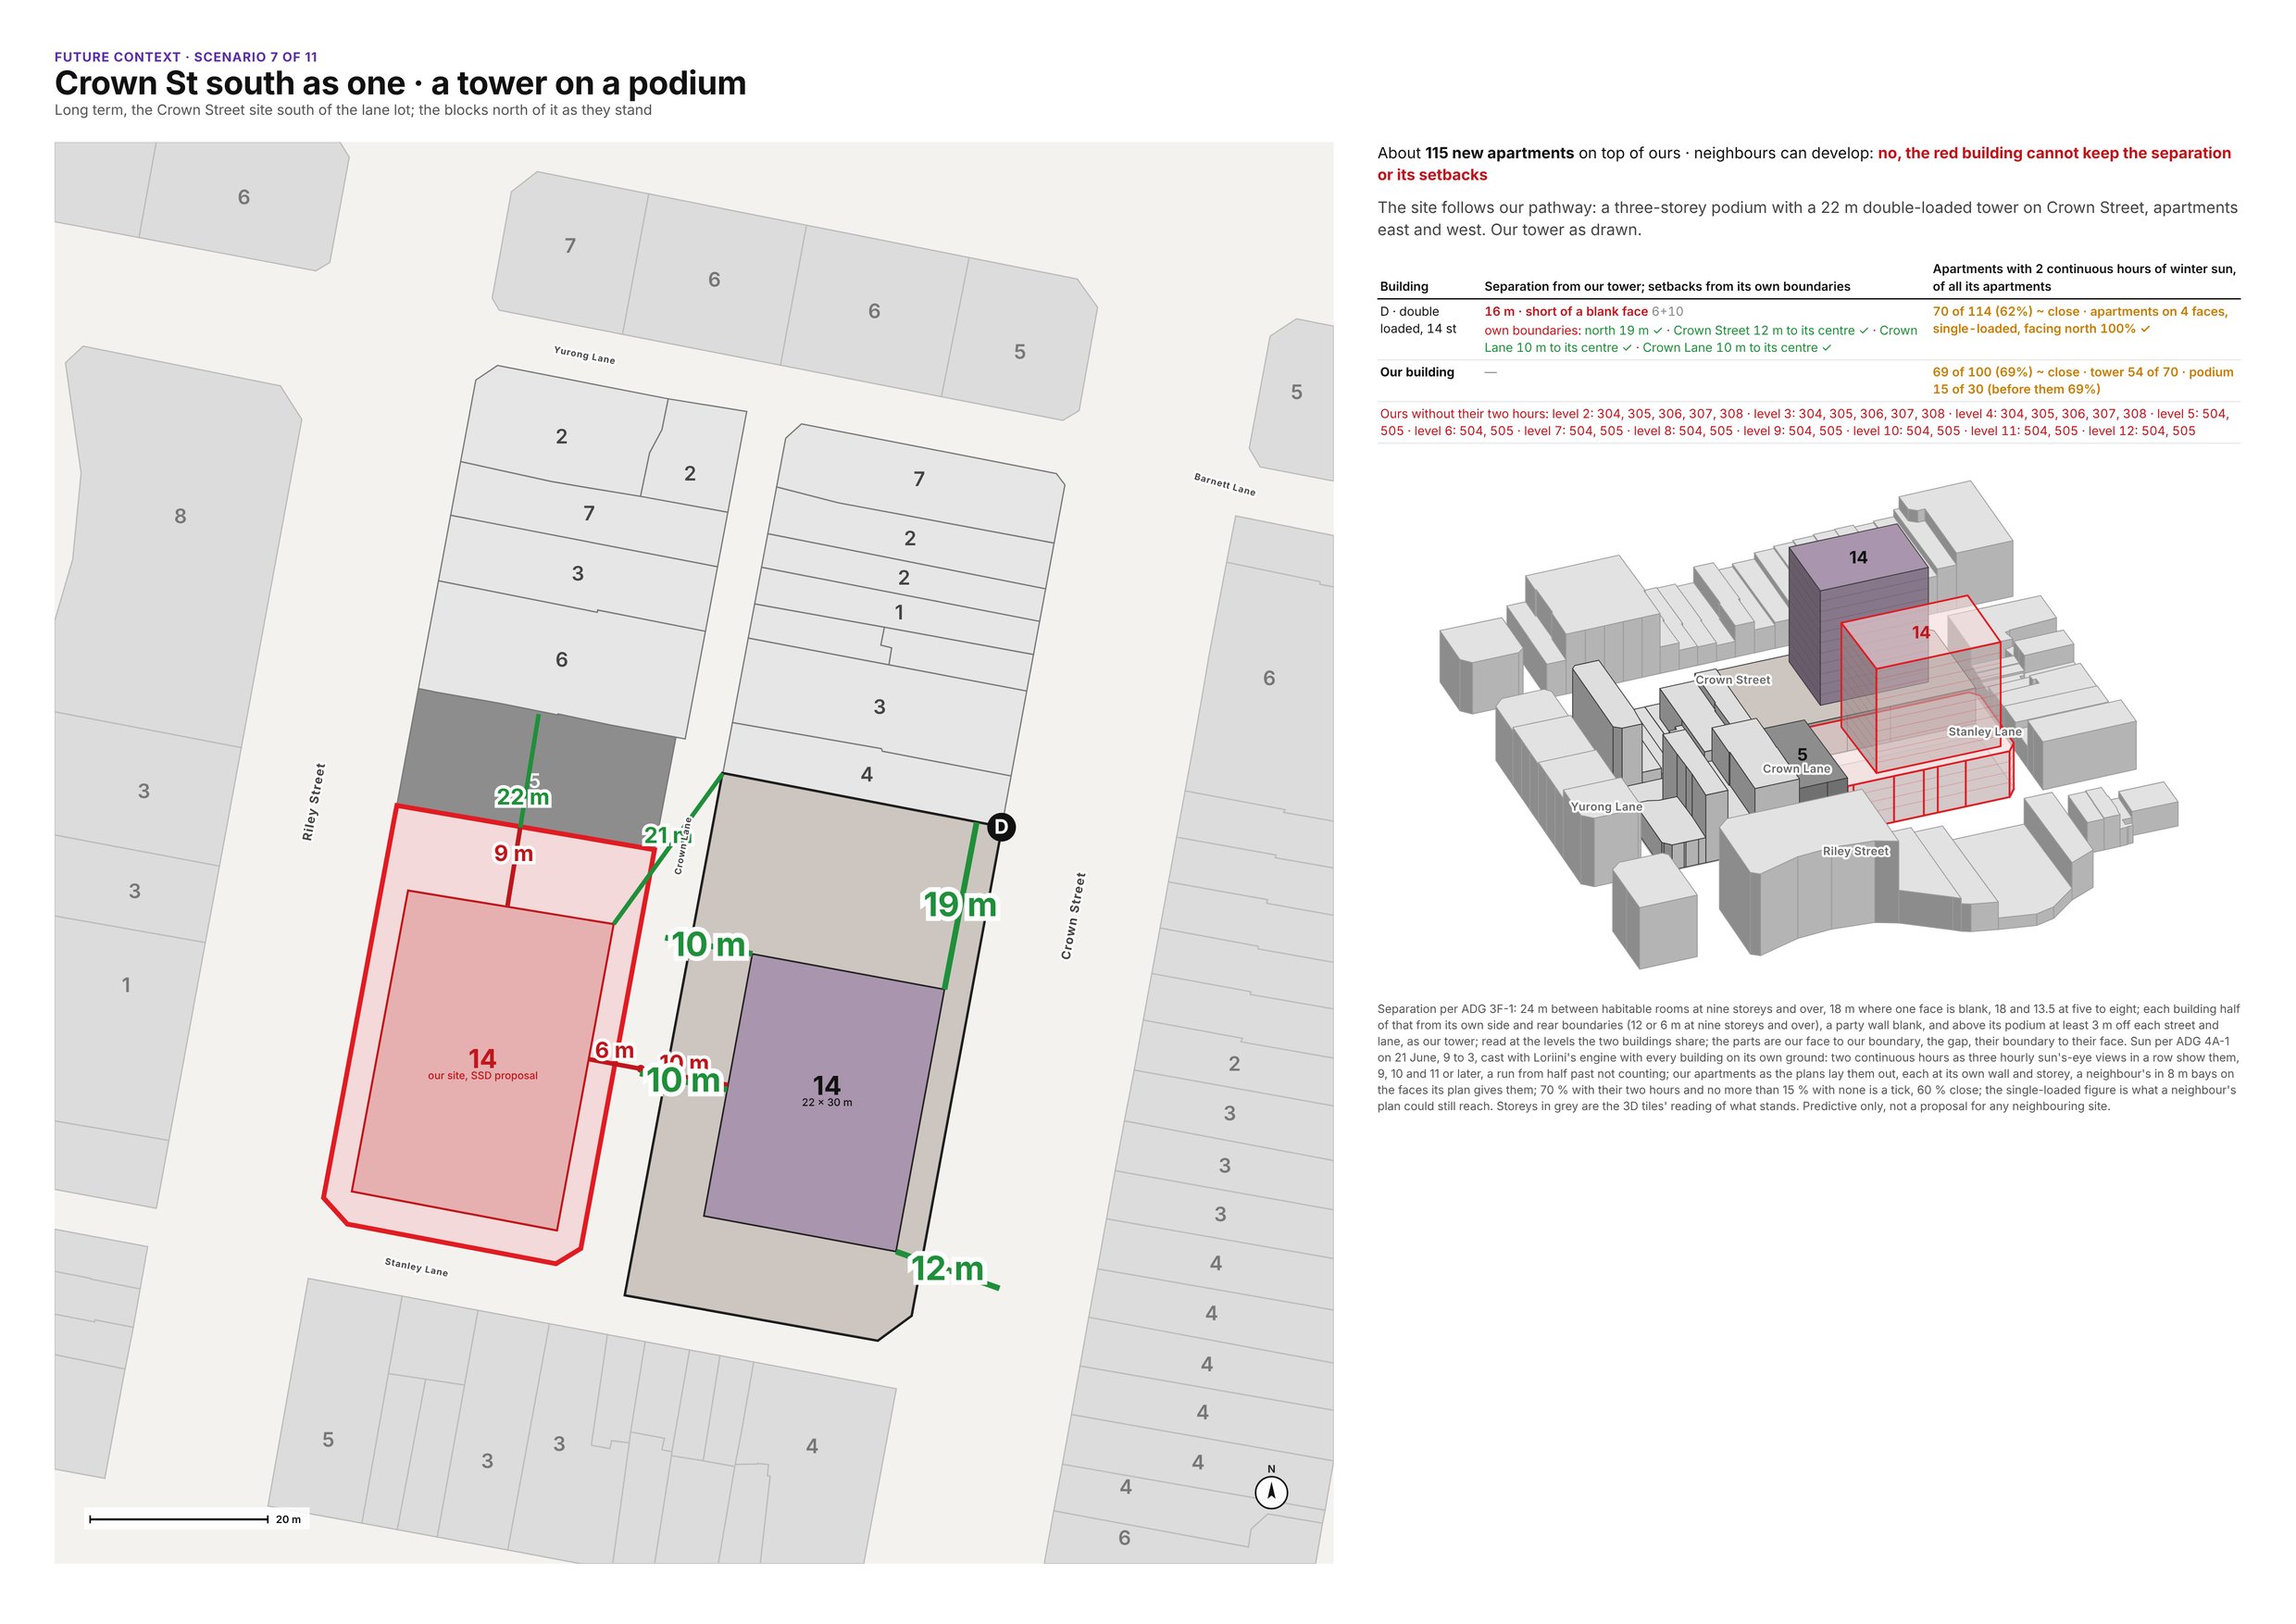 FUTURE CONTEXT · SCENARIO 7 OF 11
Crown St south as one · a tower on a podium
Long term, the Crown Street site south of the lane lot; the blocks north of it as they stand
6
7
6
6
5
5
Yurong Lane
Barnett Lane
8
2
2
7
3
6
7
2
2
1
3
4
6
5
22 m
21 m
9 m
Crown Lane
Riley Street
D
19 m
10 m
Crown Street
3
3
1
14
our site, SSD proposal
6 m
10 m
10 m
14
22 × 30 m
12 m
Stanley Lane
2
3
3
3
4
4
4
4
4
4
6
5
3
3
4
N
20 m
About 115 new apartments on top of ours · neighbours can develop: no, the red building cannot keep the separation
or its setbacks
The site follows our pathway: a three-storey podium with a 22 m double-loaded tower on Crown Street, apartments
east and west. Our tower as drawn.
Building
Separation from our tower; setbacks from its own boundaries
Apartments with 2 continuous hours of winter sun,
of all its apartments
D · double
loaded, 14 st
16 m · short of a blank face 6+10
own boundaries: north 19 m ✓ · Crown Street 12 m to its centre ✓ · Crown
Lane 10 m to its centre ✓ · Crown Lane 10 m to its centre ✓
70 of 114 (62%) ~ close · apartments on 4 faces,
single-loaded, facing north 100% ✓
Our building
—
69 of 100 (69%) ~ close · tower 54 of 70 · podium
15 of 30 (before them 69%)
Ours without their two hours: level 2: 304, 305, 306, 307, 308 · level 3: 304, 305, 306, 307, 308 · level 4: 304, 305, 306, 307, 308 · level 5: 504,
505 · level 6: 504, 505 · level 7: 504, 505 · level 8: 504, 505 · level 9: 504, 505 · level 10: 504, 505 · level 11: 504, 505 · level 12: 504, 505
14
14
Crown Street
Stanley Lane
5
Crown Lane
Yurong Lane
Riley Street
Separation per ADG 3F-1: 24 m between habitable rooms at nine storeys and over, 18 m where one face is blank, 18 and 13.5 at five to eight; each building half
of that from its own side and rear boundaries (12 or 6 m at nine storeys and over), a party wall blank, and above its podium at least 3 m off each street and
lane, as our tower; read at the levels the two buildings share; the parts are our face to our boundary, the gap, their boundary to their face. Sun per ADG 4A-1
on 21 June, 9 to 3, cast with Loriini's engine with every building on its own ground: two continuous hours as three hourly sun's-eye views in a row show them,
9, 10 and 11 or later, a run from half past not counting; our apartments as the plans lay them out, each at its own wall and storey, a neighbour's in 8 m bays on
the faces its plan gives them; 70 % with their two hours and no more than 15 % with none is a tick, 60 % close; the single-loaded figure is what a neighbour's
plan could still reach. Storeys in grey are the 3D tiles' reading of what stands. Predictive only, not a proposal for any neighbouring site.